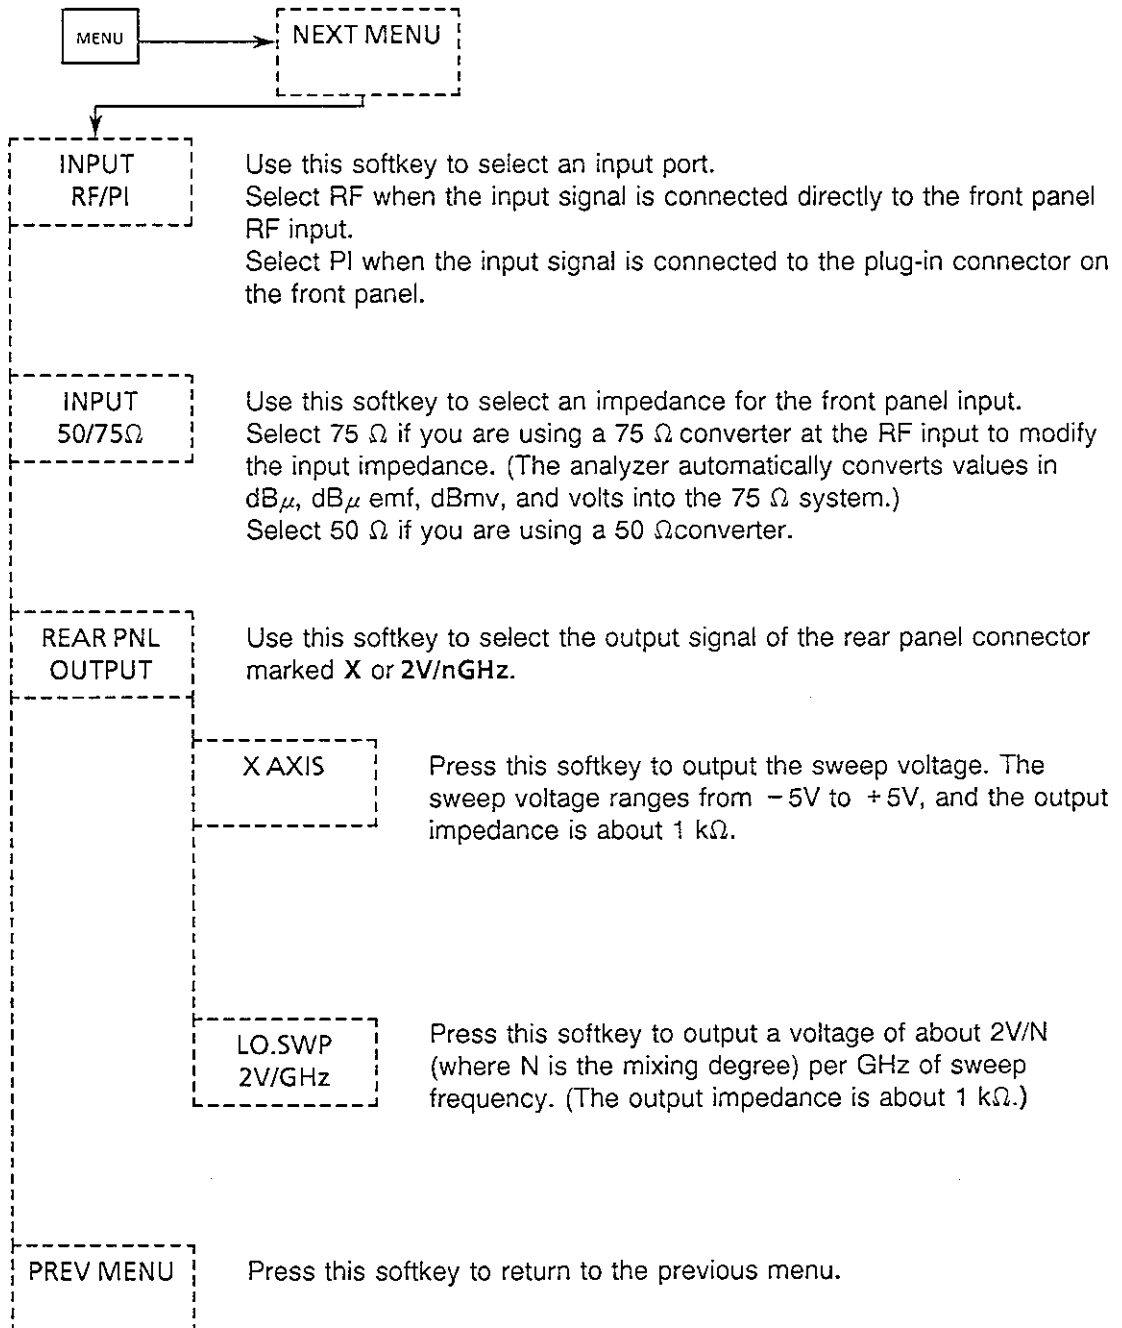 MENU
NEXT MENU
INPUT
RF/PI
Use this softkey to select an input port.
Select RF when the input signal is connected directly to the front panel
RF input.
Select PI when the input signal is connected to the plug-in connector on
the front panel.
INPUT
50/75Ω
Use this softkey to select an impedance for the front panel input.
Select 75 Ω if you are using a 75 Ω converter at the RF input to modify
the input impedance. (The analyzer automatically converts values in
dBμ, dBμ emf, dBmv, and volts into the 75 Ω system.)
Select 50 Ω if you are using a 50 Ωconverter.
REAR PNL
OUTPUT
Use this softkey to select the output signal of the rear panel connector
marked X or 2V/nGHz.
X AXIS
Press this softkey to output the sweep voltage. The
sweep voltage ranges from −5V to +5V, and the output
impedance is about 1 kΩ.
LO.SWP
2V/GHz
Press this softkey to output a voltage of about 2V/N
(where N is the mixing degree) per GHz of sweep
frequency. (The output impedance is about 1 kΩ.)
PREV MENU
Press this softkey to return to the previous menu.